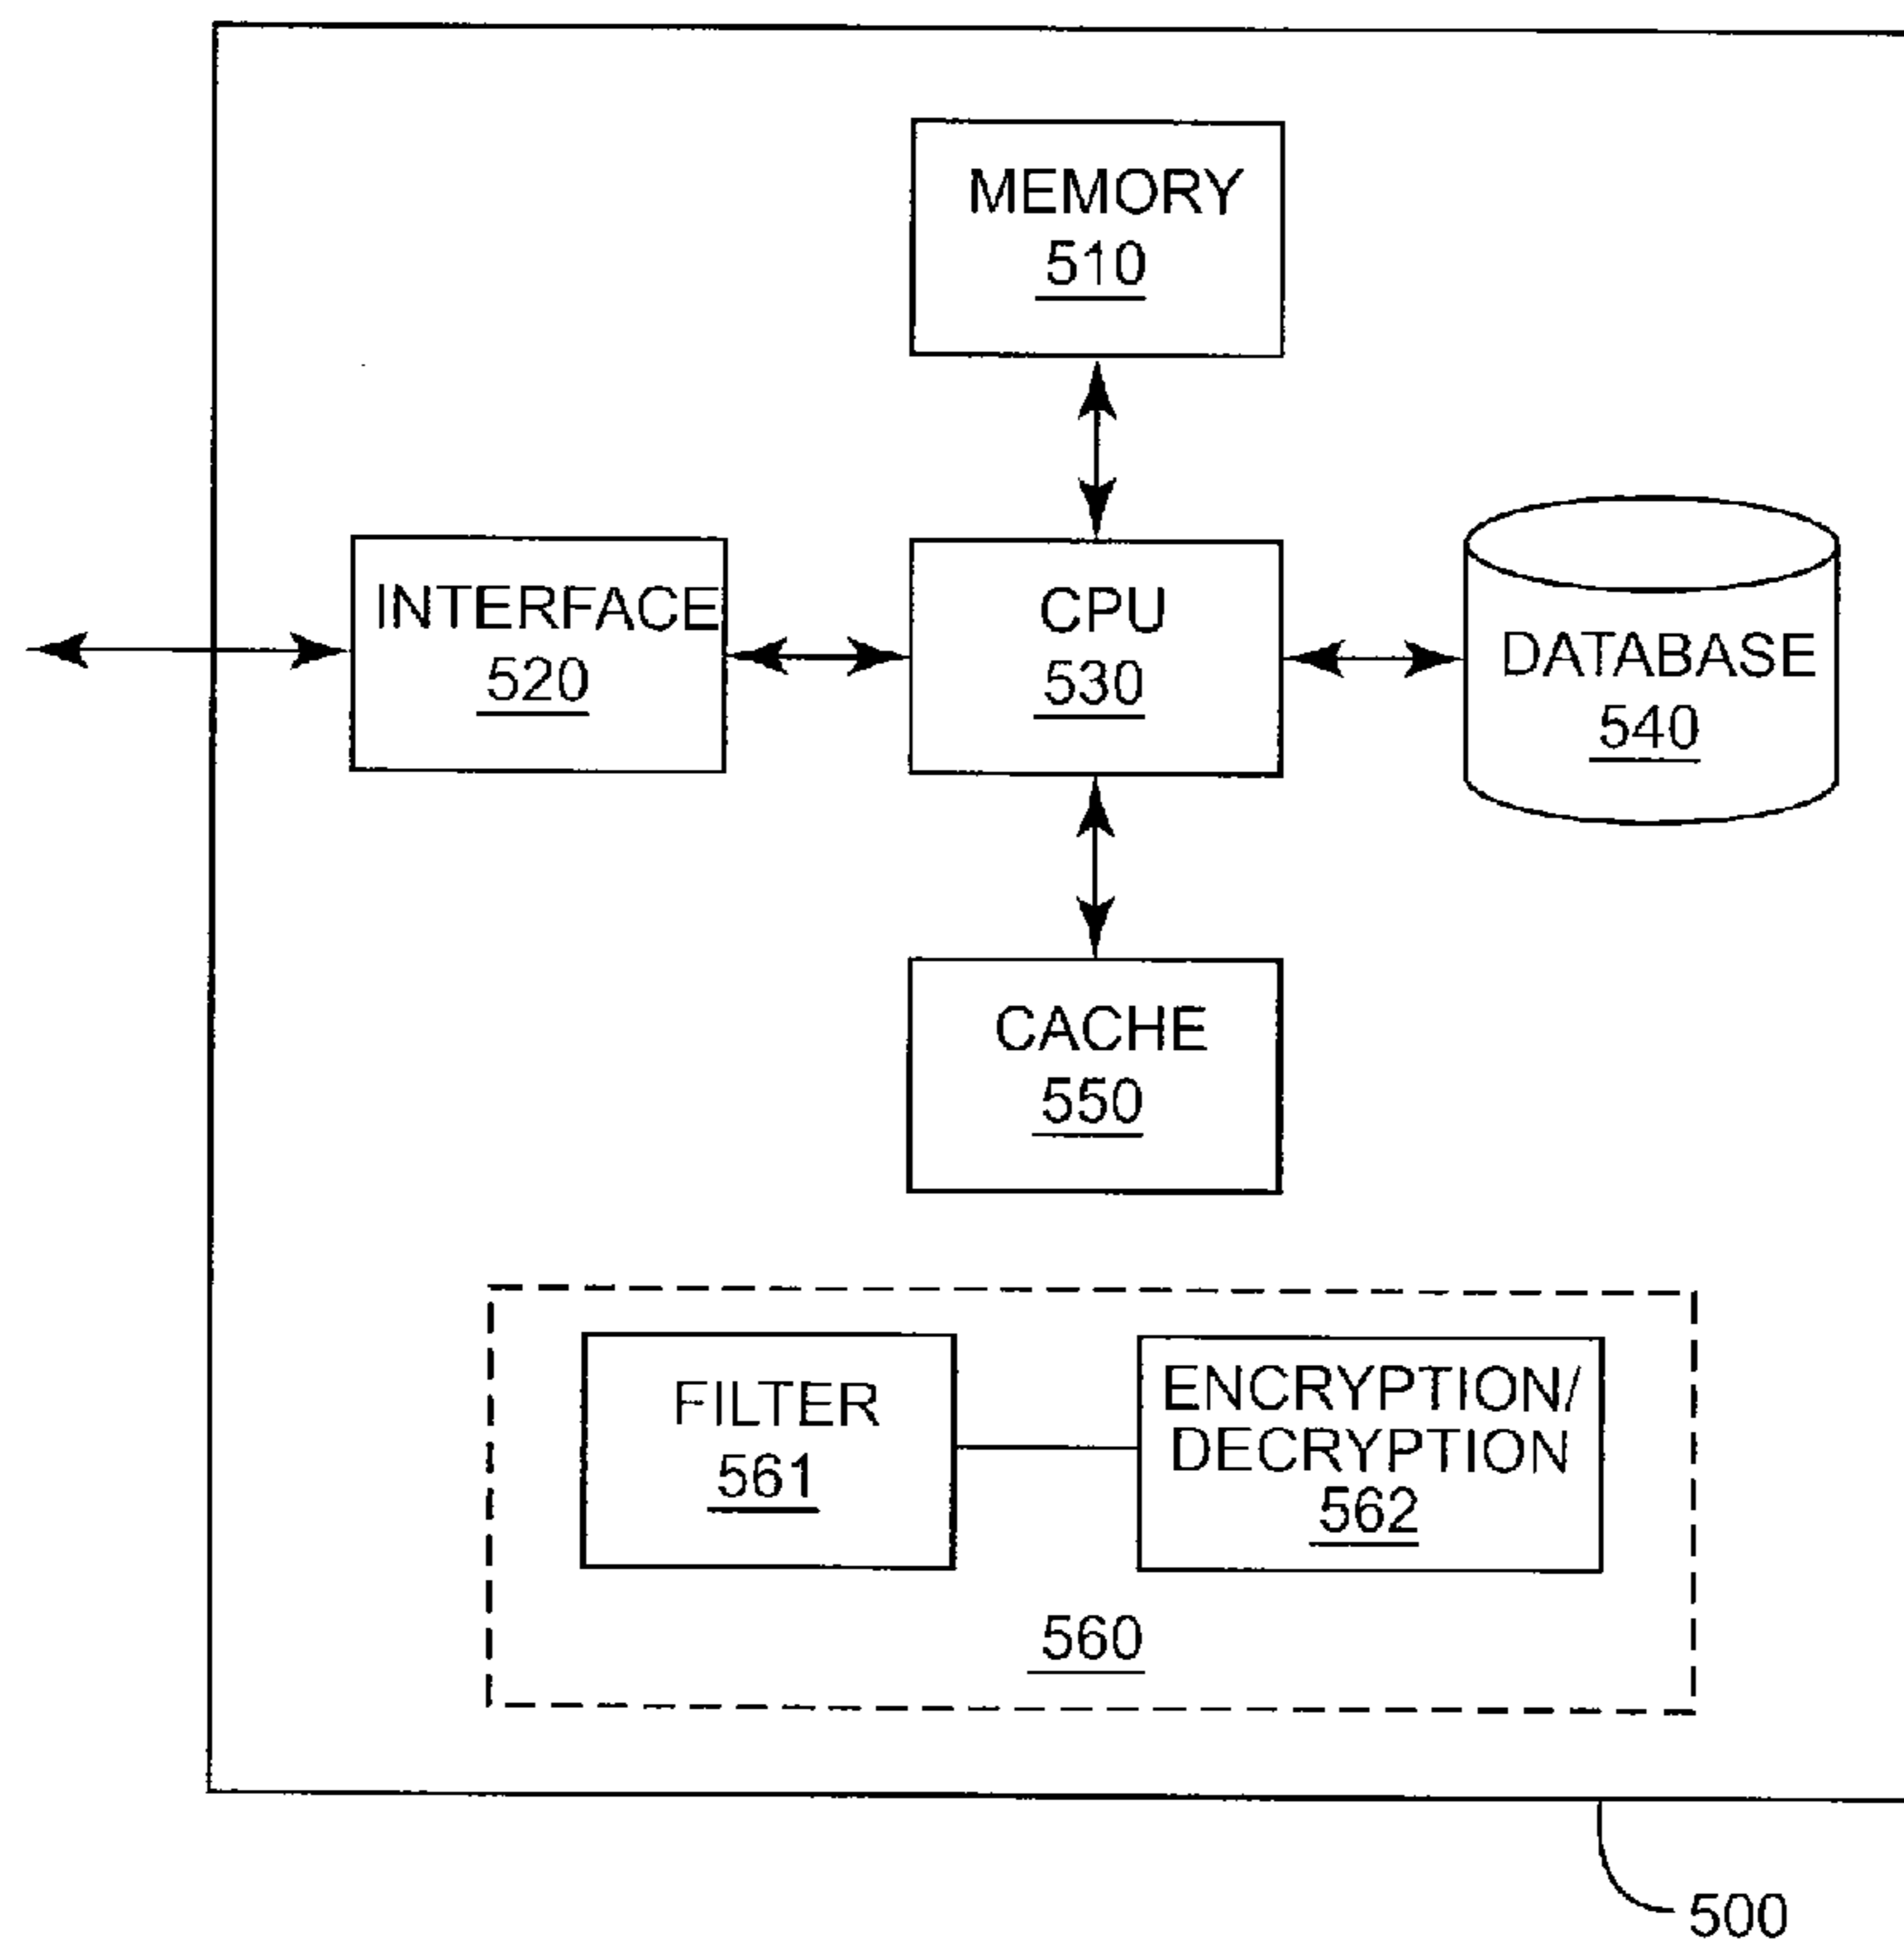 MEMORY
510
INTERFACE
520
CPU
530
DATABASE
540
CACHE
550
FILTER
561
ENCRYPTION/
DECRYPTION
562
560
500